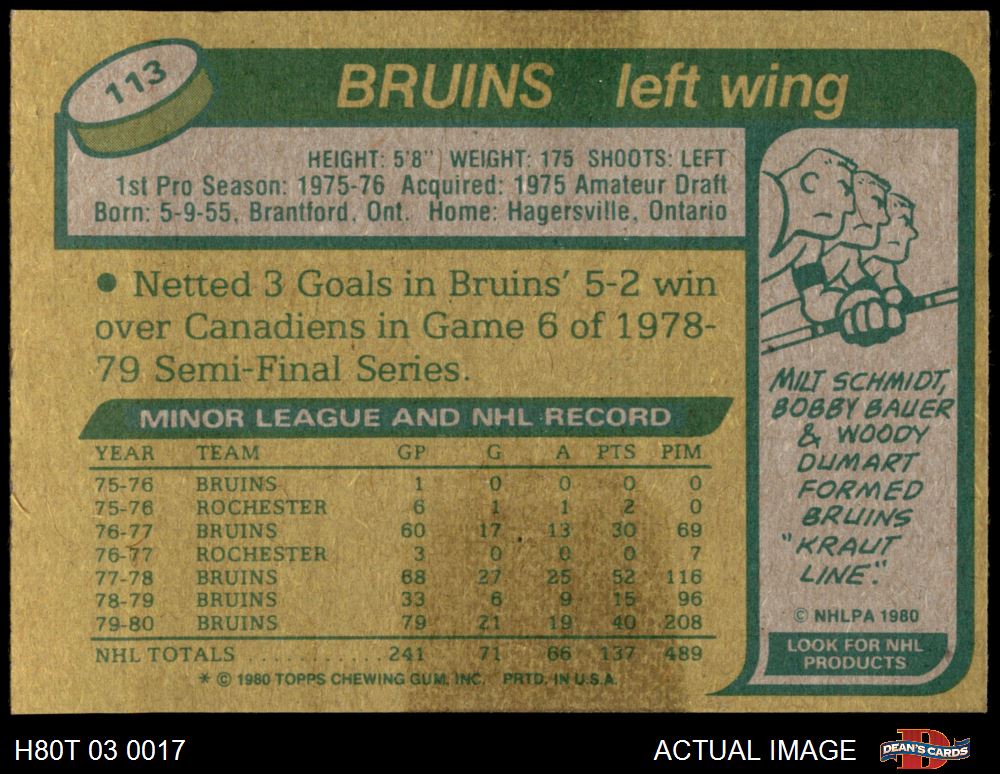 113
BRUINS left wing
HEIGHT: 5'8" WEIGHT: 175 SHOOTS: LEFT
1st Pro Season: 1975-76 Acquired: 1975 Amateur Draft
Born: 5-9-55, Brantford, Ont. Home: Hagersville, Ontario
• Netted 3 Goals in Bruins' 5-2 win
over Canadiens in Game 6 of 1978-
79 Semi-Final Series.
MINOR LEAGUE AND NHL RECORD
YEAR TEAM GP G A PTS PIM
75-76 BRUINS 1 0 0 0 0
75-76 ROCHESTER 6 1 1 2 0
76-77 BRUINS 60 17 13 30 69
76-77 ROCHESTER 3 0 0 0 7
77-78 BRUINS 68 27 25 52 116
78-79 BRUINS 33 6 9 15 96
79-80 BRUINS 79 21 19 40 208
NHL TOTALS ........... 241 71 66 137 489
* © 1980 TOPPS CHEWING GUM, INC. PRTD. IN U.S.A.
C
MILT SCHMIDT,
BOBBY BAUER
& WOODY
DUMART
FORMED
BRUINS
"KRAUT
LINE".
© NHLPA 1980
LOOK FOR NHL
PRODUCTS
H80T 03 0017
ACTUAL IMAGE
DEAN'S CARDS